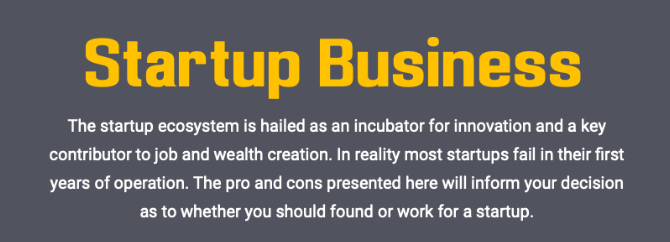 Startup Business
The startup ecosystem is hailed as an incubator for innovation and a key
contributor to job and wealth creation. In reality most startups fail in their first
years of operation. The pro and cons presented here will inform your decision
as to whether you should found or work for a startup.